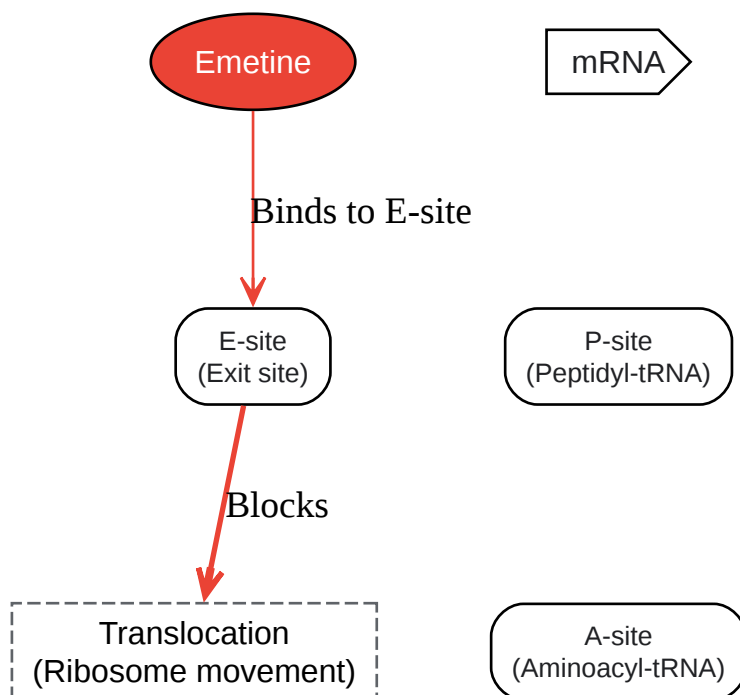 Emetine
mRNA
Binds to E-site
E-site
(Exit site)
P-site
(Peptidyl-tRNA)
Blocks
Translocation
(Ribosome movement)
A-site
(Aminoacyl-tRNA)